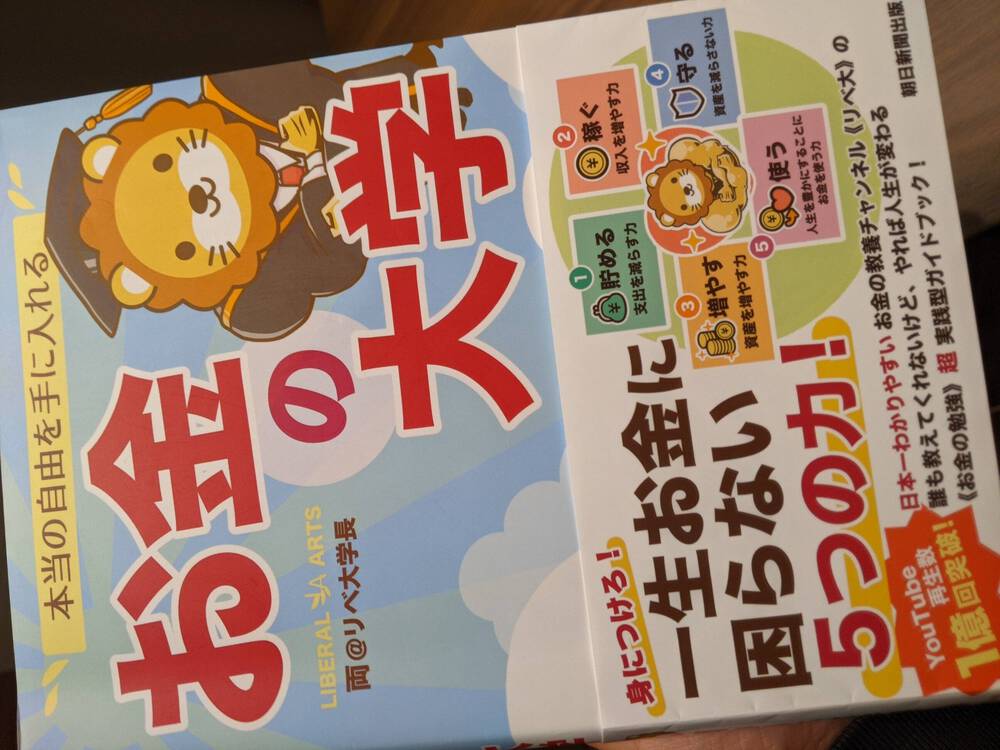 本当の自由を手に入れる
お金
の
大学
LIBERAL ARTS
両@リベ大学長
身につけろ!
一生お金に
困らない
5つの力!
1
貯める
支出を減らす力
2
稼ぐ
収入を増やす力
3
増やす
資産を増やす力
4
守る
資産を減らさない力
5
使う
人生を豊かにすることに
お金を使う力
日本一わかりやすい お金の教養チャンネル《リベ大》の
誰も教えてくれないけど、やれば人生が変わる
《お金の勉強》 超 実践型ガイドブック!
YouTube
再生数
1億回突破!
朝日新聞出版